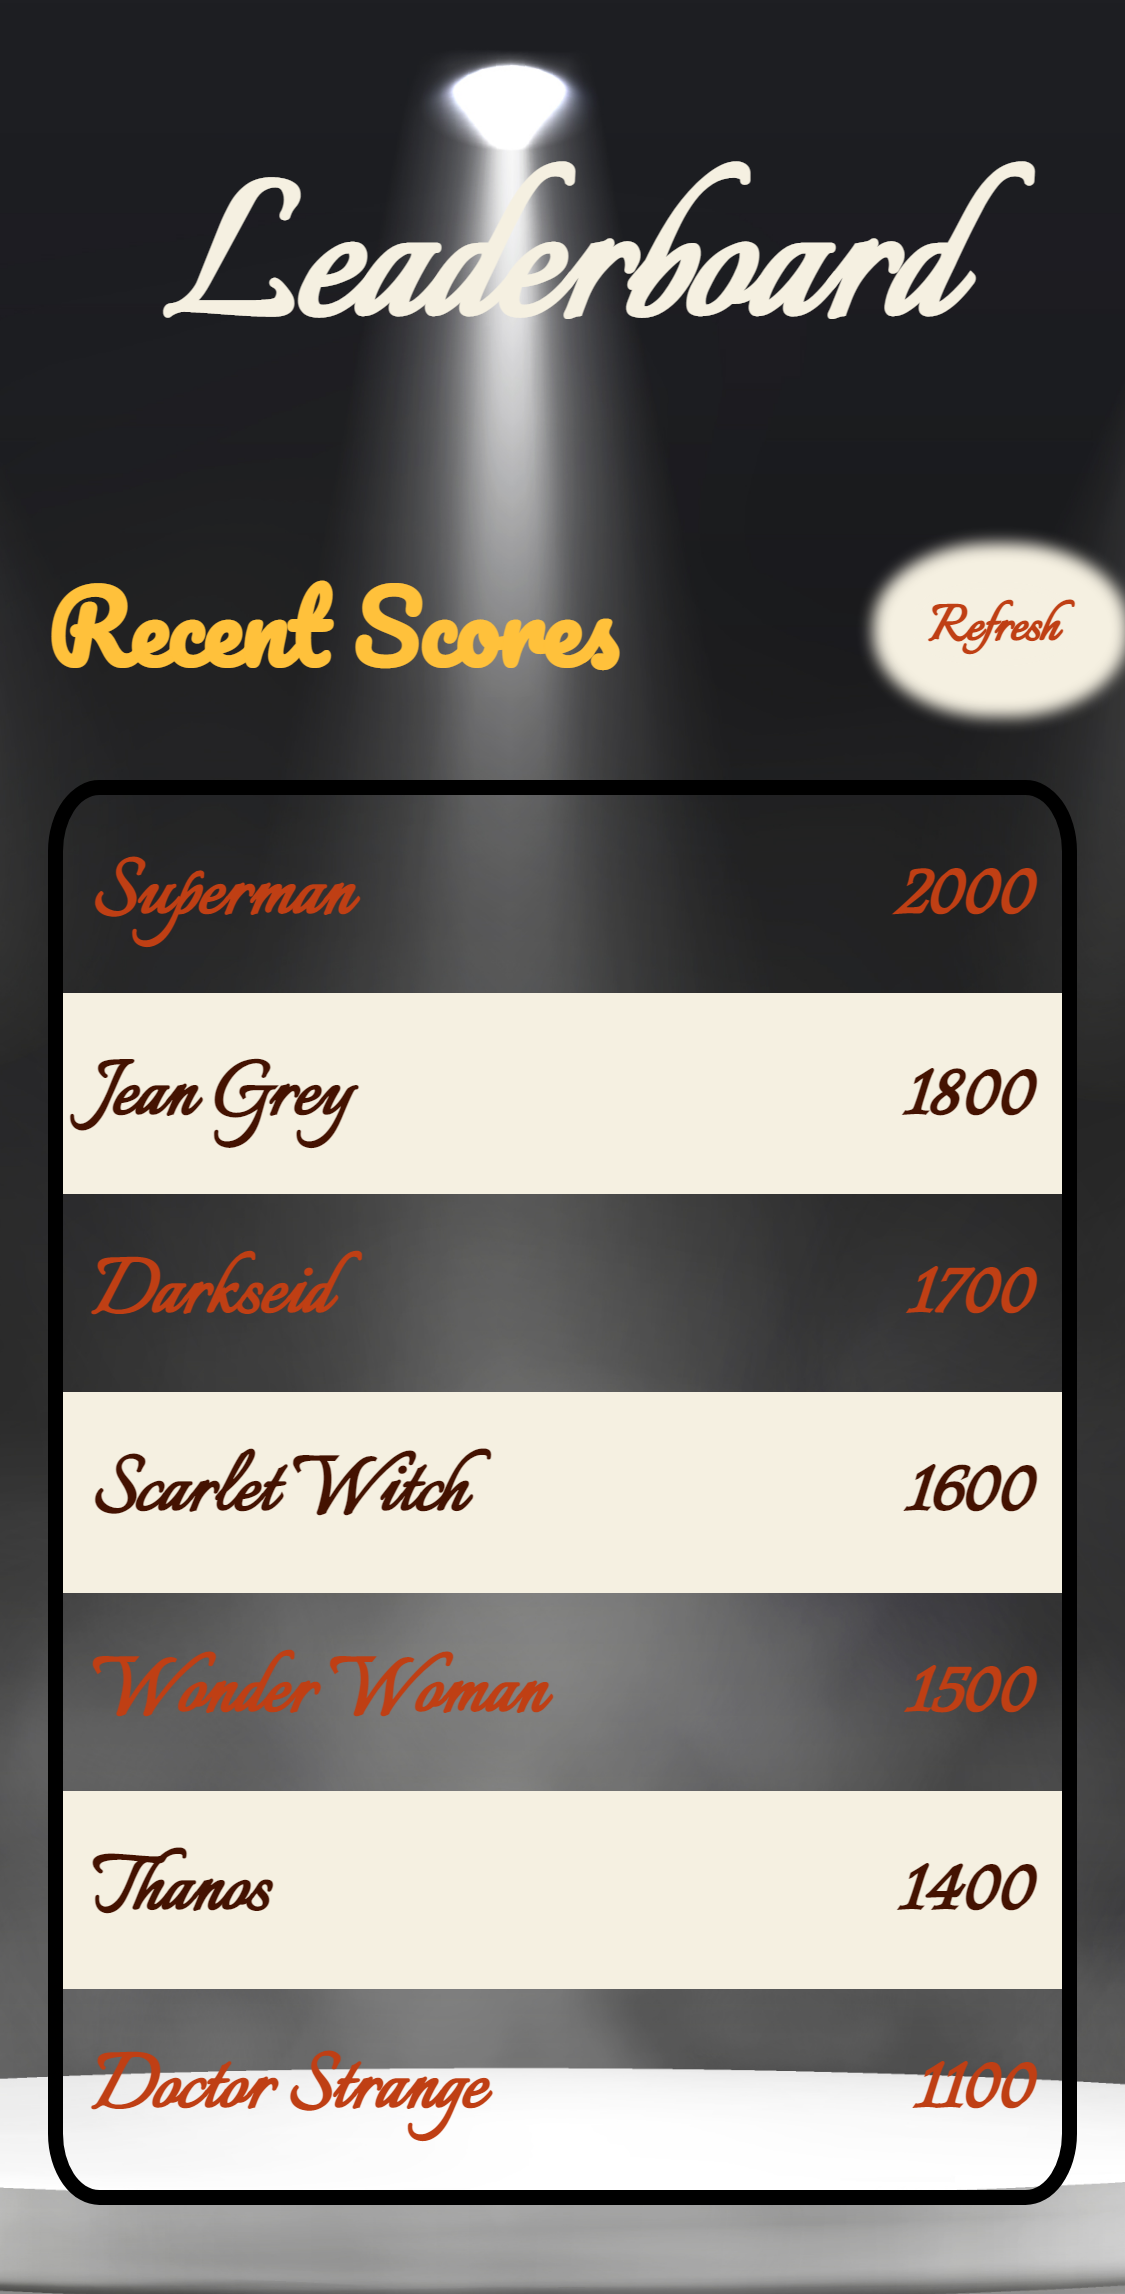 Leaderboard
Recent Scores Refresh
Superman 2000
Jean Grey 1800
Darkseid 1700
Scarlet Witch 1600
Wonder Woman 1500
Thanos 1400
Doctor Strange 1100